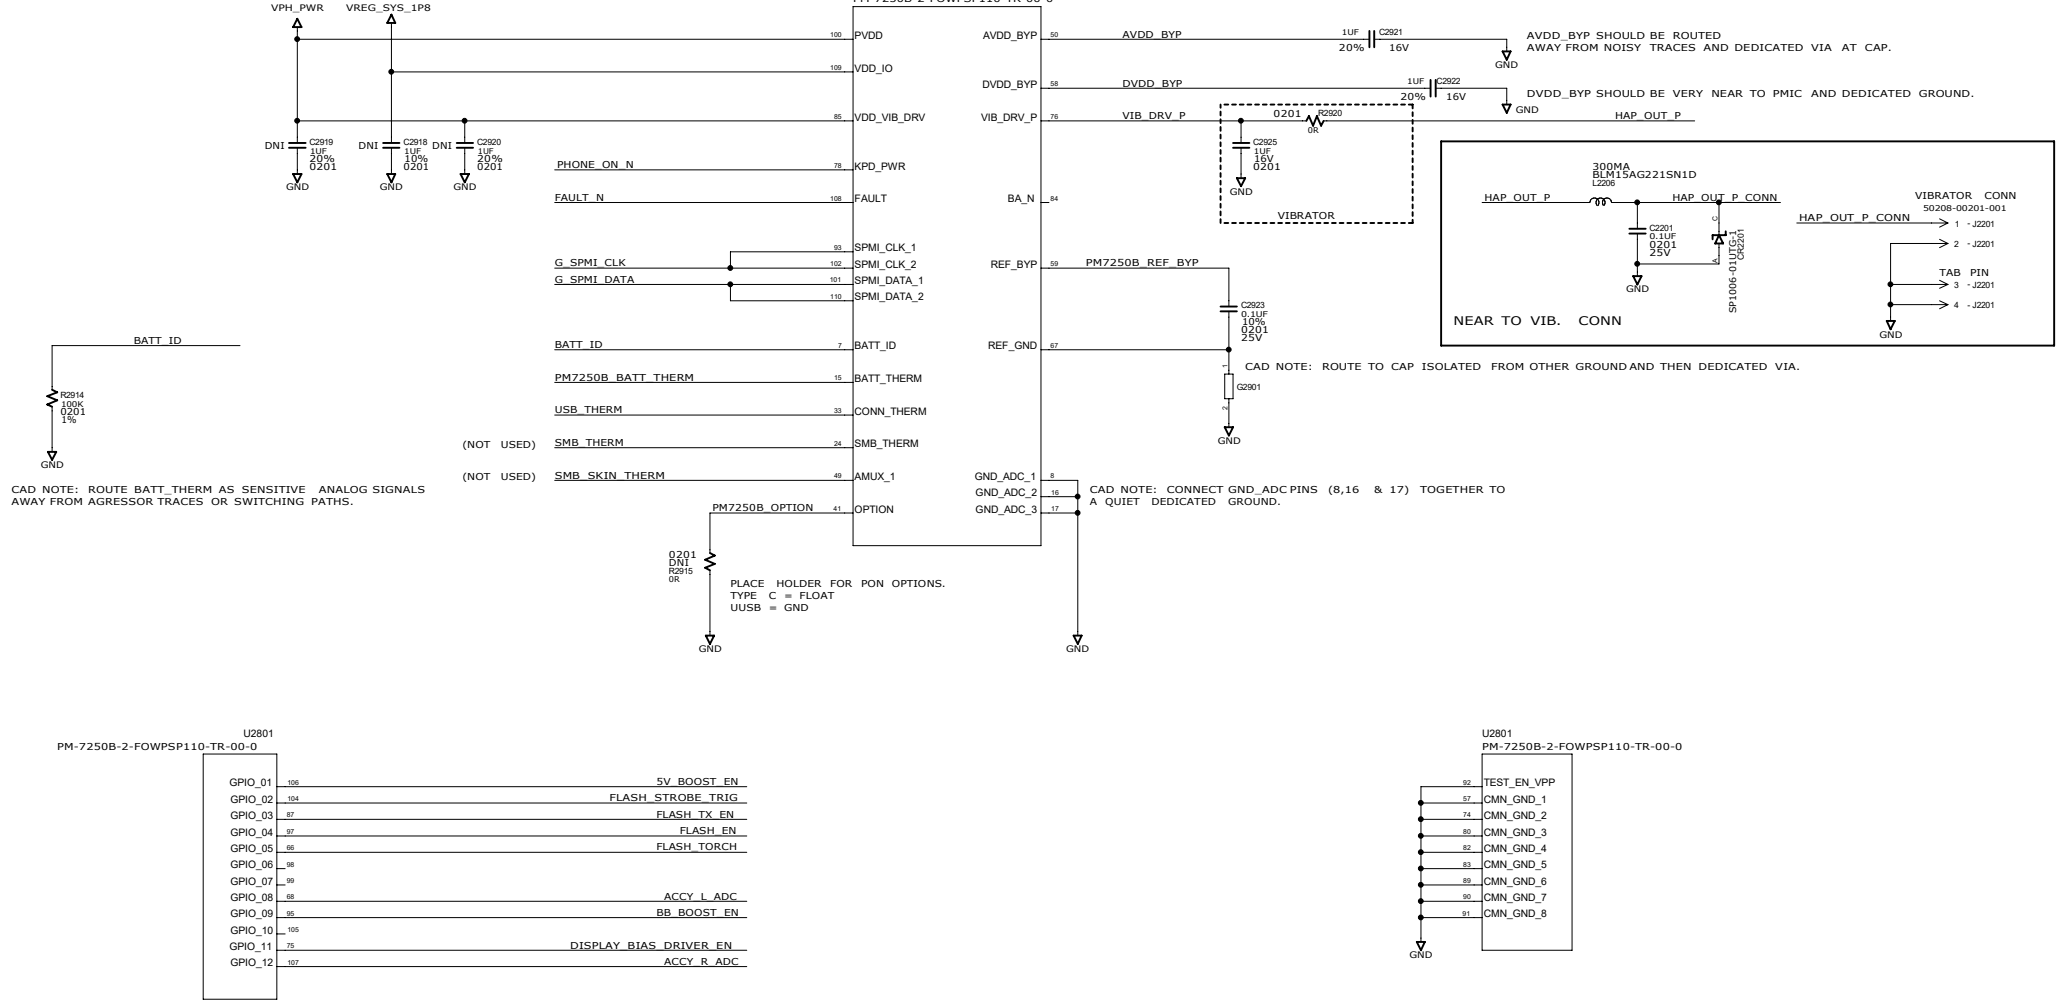 VPH_PWR
VREG_SYS_1P8
PM-7250B-2-FOWPSP110-TR-00-0
100 PVDD
109 VDD_IO
85 VDD_VIB_DRV
DNI C2919 1UF 20% 0201
GND
DNI C2918 1UF 10% 0201
GND
DNI C2920 1UF 20% 0201
GND
PHONE_ON_N 78 KPD_PWR
FAULT_N 108 FAULT
93 SPMI_CLK_1
G_SPMI_CLK 102 SPMI_CLK_2
G_SPMI_DATA 101 SPMI_DATA_1
110 SPMI_DATA_2
BATT_ID 7 BATT_ID
PM7250B_BATT_THERM 15 BATT_THERM
USB_THERM 33 CONN_THERM
(NOT USED) SMB_THERM 24 SMB_THERM
(NOT USED) SMB_SKIN_THERM 49 AMUX_1
PM7250B_OPTION 41 OPTION
BATT_ID
R2914
100K
0201
1%
GND
CAD NOTE: ROUTE BATT_THERM AS SENSITIVE ANALOG SIGNALS
AWAY FROM AGRESSOR TRACES OR SWITCHING PATHS.
0201
DNI
R2915
0R
PLACE HOLDER FOR PON OPTIONS.
TYPE C = FLOAT
UUSB = GND
GND
AVDD_BYP 50 AVDD_BYP
1UF C2921
20% 16V
GND
AVDD_BYP SHOULD BE ROUTED
AWAY FROM NOISY TRACES AND DEDICATED VIA AT CAP.
DVDD_BYP 58 DVDD_BYP
1UF C2922
20% 16V
GND
DVDD_BYP SHOULD BE VERY NEAR TO PMIC AND DEDICATED GROUND.
VIB_DRV_P 76 VIB_DRV_P
0201 R2920
0R
HAP_OUT_P
C2925
1UF
16V
0201
GND
VIBRATOR
BA_N 84
REF_BYP 59 PM7250B_REF_BYP
C2923
0.1UF
10%
0201
25V
REF_GND 67
1
G2901
2
GND
CAD NOTE: ROUTE TO CAP ISOLATED FROM OTHER GROUND AND THEN DEDICATED VIA.
GND_ADC_1 8
GND_ADC_2 16
GND_ADC_3 17
CAD NOTE: CONNECT GND_ADC PINS (8,16 & 17) TOGETHER TO
A QUIET DEDICATED GROUND.
GND
300MA
BLM15AG221SN1D
L2206
HAP_OUT_P
HAP_OUT_P_CONN
C2201
0.1UF
0201
25V
GND
C
A
SP1006-01UTG-1
CR2201
NEAR TO VIB. CONN
VIBRATOR CONN
50208-00201-001
HAP_OUT_P_CONN
1 - J2201
2 - J2201
TAB PIN
3 - J2201
4 - J2201
GND
U2801
PM-7250B-2-FOWPSP110-TR-00-0
GPIO_01 106 5V_BOOST_EN
GPIO_02 104 FLASH_STROBE_TRIG
GPIO_03 87 FLASH_TX_EN
GPIO_04 97 FLASH_EN
GPIO_05 66 FLASH_TORCH
GPIO_06 98
GPIO_07 99
GPIO_08 68 ACCY_L_ADC
GPIO_09 95 BB_BOOST_EN
GPIO_10 105
GPIO_11 75 DISPLAY_BIAS_DRIVER_EN
GPIO_12 107 ACCY_R_ADC
U2801
PM-7250B-2-FOWPSP110-TR-00-0
92 TEST_EN_VPP
57 CMN_GND_1
74 CMN_GND_2
80 CMN_GND_3
82 CMN_GND_4
83 CMN_GND_5
89 CMN_GND_6
90 CMN_GND_7
91 CMN_GND_8
GND